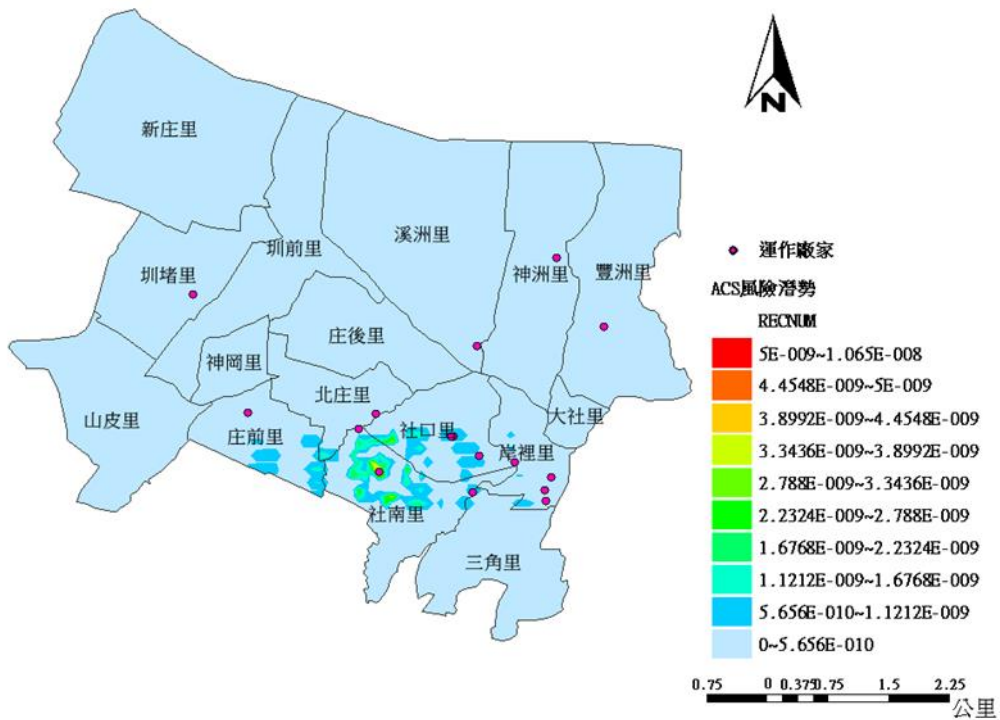 N
新庄里
溪洲里
圳前里
圳堵里
神洲里
豐洲里
庄後里
神岡里
北庄里
山皮里
大社里
社口里
庄前里
岸裡里
社南里
三角里
運作廠家
ACS風險潛勢
RECNUM
5E-009~1.065E-008
4.4548E-009~5E-009
3.8992E-009~4.4548E-009
3.3436E-009~3.8992E-009
2.788E-009~3.3436E-009
2.2324E-009~2.788E-009
1.6768E-009~2.2324E-009
1.1212E-009~1.6768E-009
5.656E-010~1.1212E-009
0~5.656E-010
0.75 0 0.375 0.75 1.5 2.25
公里